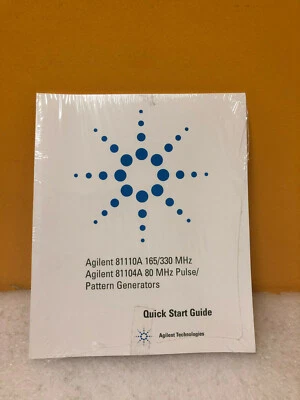 Agilent 81110A 165/330 MHz
Agilent 81104A 80 MHz Pulse/
Pattern Generators
Quick Start Guide
Agilent Technologies